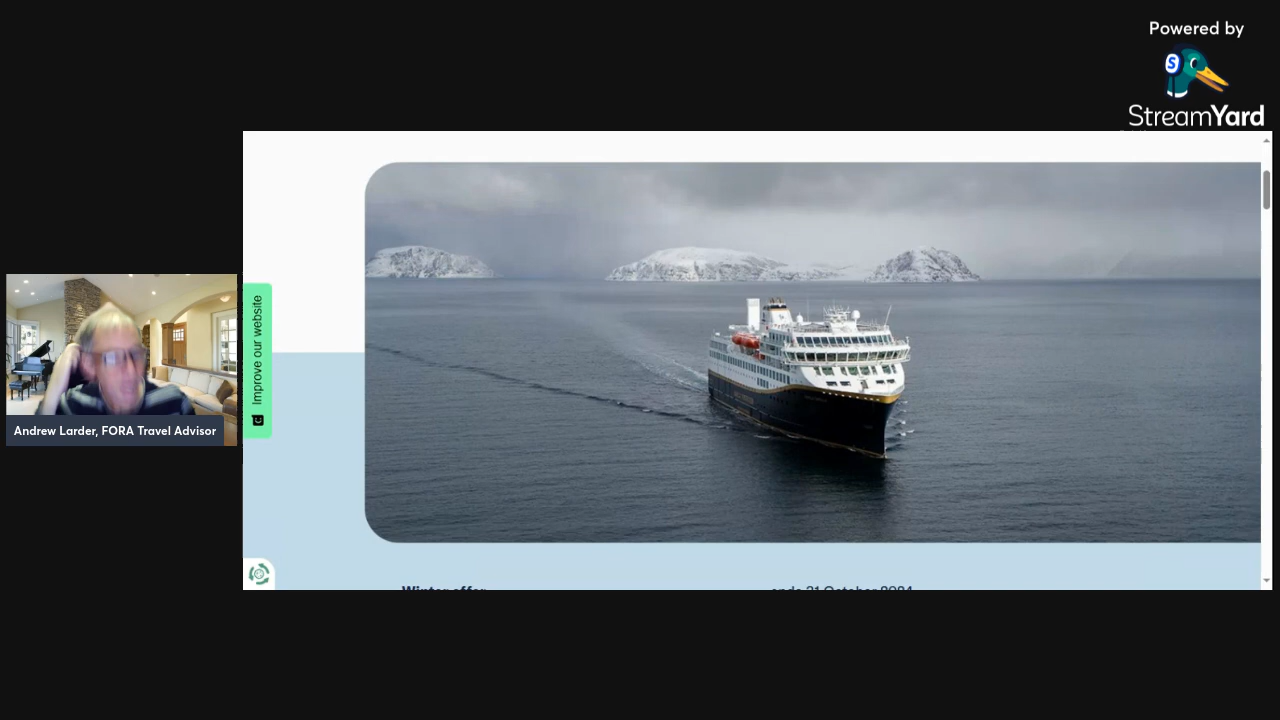 Powered by
S
StreamYard
Improve our website
Andrew Larder, FORA Travel Advisor
Winter offer
ends 31 October 2024